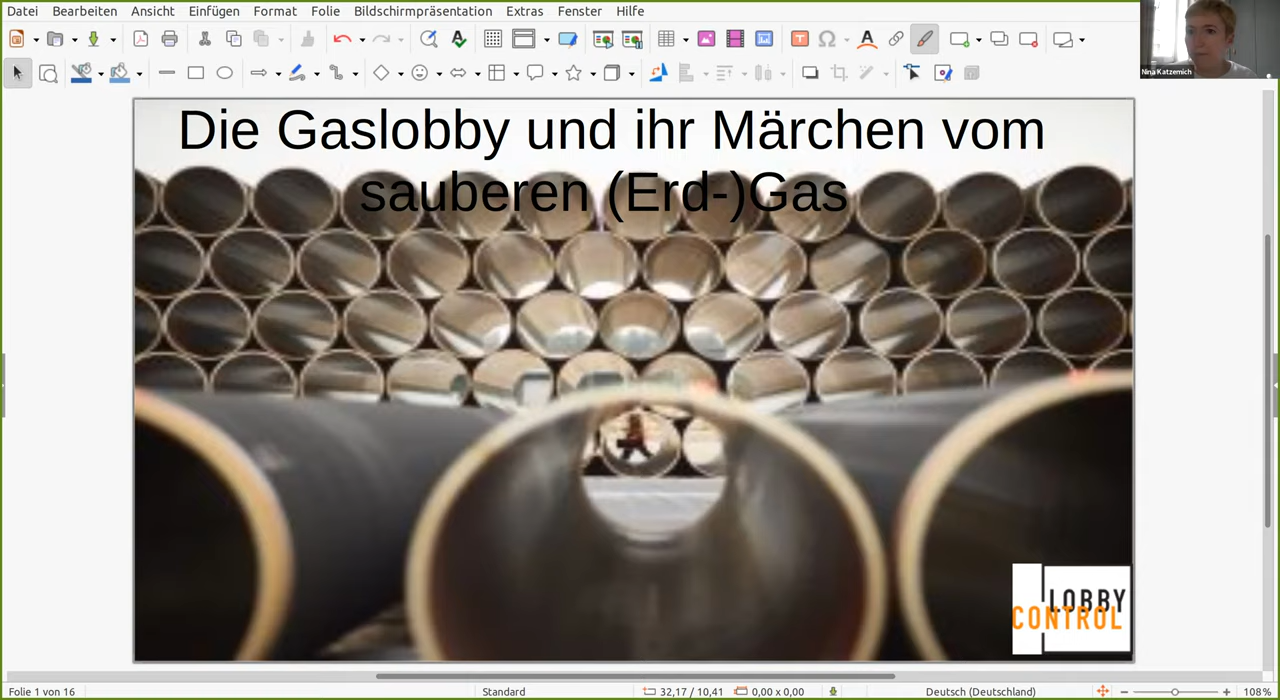 Datei Bearbeiten Ansicht Einfügen Format Folie Bildschirmpräsentation Extras Fenster Hilfe
Nina Katzemich
Die Gaslobby und ihr Märchen vom
sauberen (Erd-)Gas
LOBBY
CONTROL
Folie 1 von 16 Standard 32,17 / 10,41 0,00 x 0,00 Deutsch (Deutschland) 108%